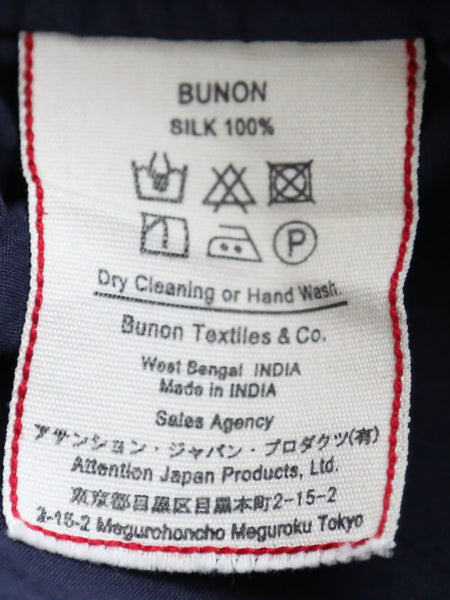 BUNON
SILK 100%
P
Dry Cleaning or Hand Wash.
Bunon Textiles & Co.
West Bengal INDIA
Made in INDIA
Sales Agency
アサンション・ジャパン・プロダクツ(有)
Attention Japan Products, Ltd.
東京都目黒区目黒本町2-15-2
2-15-2 Megurohoncho Meguroku Tokyo